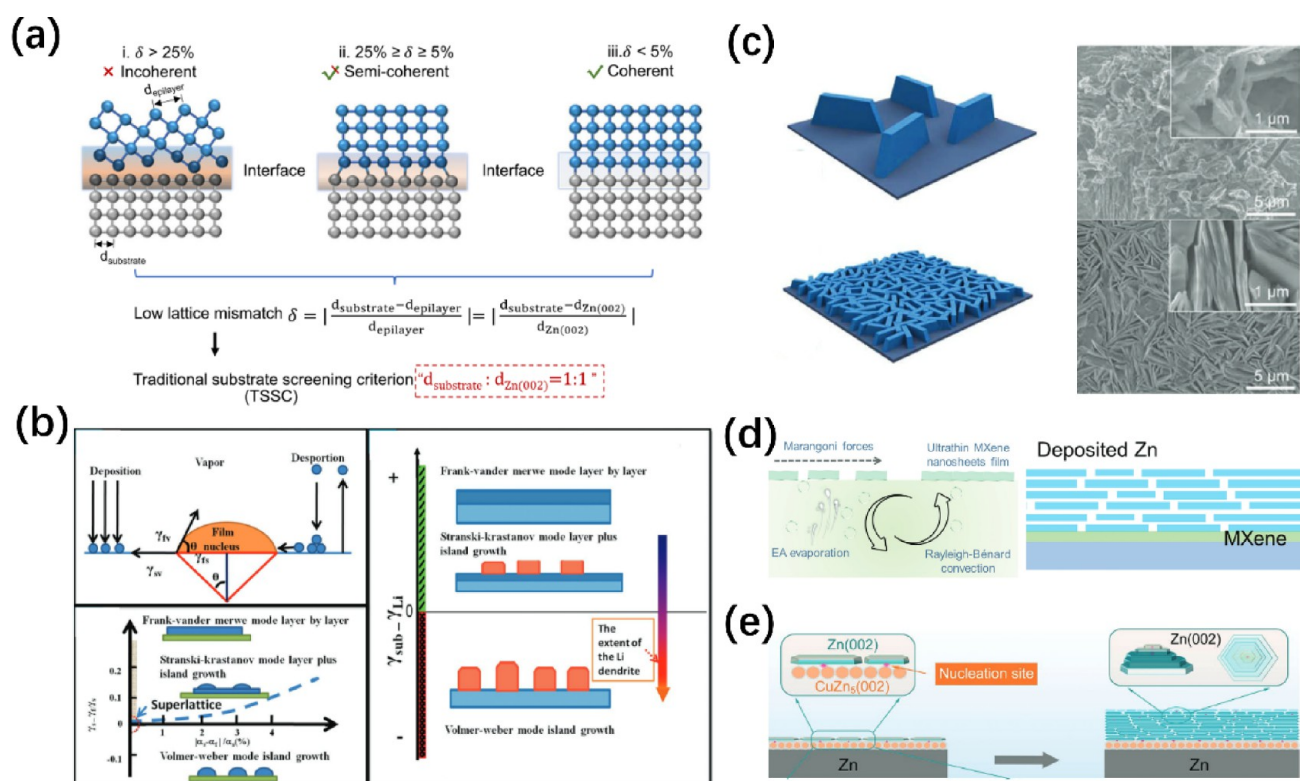 (a)
i. δ > 25%
× Incoherent
d_epilayer
ii. 25% ≥ δ ≥ 5%
Semi-coherent
iii.δ < 5%
✓ Coherent
Interface
Interface
d_substrate
Low lattice mismatch δ = |(d_substrate−d_epilayer)/d_epilayer| = |(d_substrate−d_Zn(002))/d_Zn(002)|
Traditional substrate screening criterion "d_substrate : d_Zn(002)=1:1 "
(TSSC)
(b)
Vapor
Deposition
Desportion
γfv
θ
Film
nucleus
γsv
γfs
θ
Frank-vander merwe mode layer by layer
0.2
Stranski-krastanov mode layer plus
island growth
0.1
Superlattice
0
1
2
3
4
-0.1
Volmer-weber mode island growth
+
Frank-vander merwe mode layer by layer
Stranski-krastanov mode layer plus
island growth
γsub − γLi
0
The
extent of
the Li
dendrite
Volmer-weber mode island growth
-
(c)
1 μm
5 μm
1 μm
5 μm
(d)
Marangoni forces
Ultrathin MXene
nanosheets film
EA evaporation
Rayleigh-Bénard
convection
Deposited Zn
MXene
(e)
Zn(002)
CuZn₅(002)
Nucleation site
Zn
Zn(002)
Zn